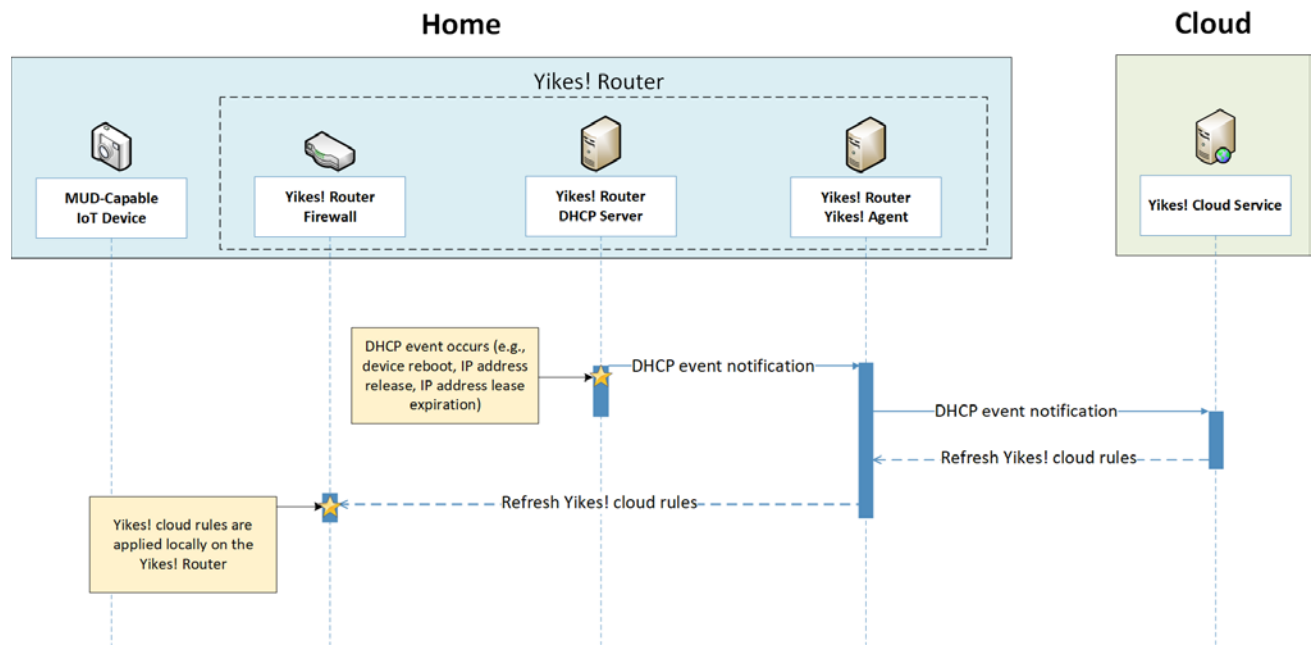 Home
Cloud
Yikes! Router
MUD-Capable
IoT Device
Yikes! Router
Firewall
Yikes! Router
DHCP Server
Yikes! Router
Yikes! Agent
Yikes! Cloud Service
DHCP event occurs (e.g.,
device reboot, IP address
release, IP address lease
expiration)
DHCP event notification
DHCP event notification
Refresh Yikes! cloud rules
Refresh Yikes! cloud rules
Yikes! cloud rules are
applied locally on the
Yikes! Router